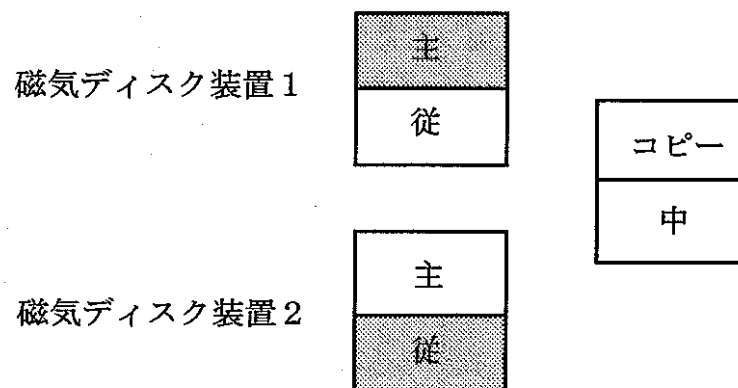 磁気ディスク装置1
主
従
コピー
中
磁気ディスク装置2
主
従